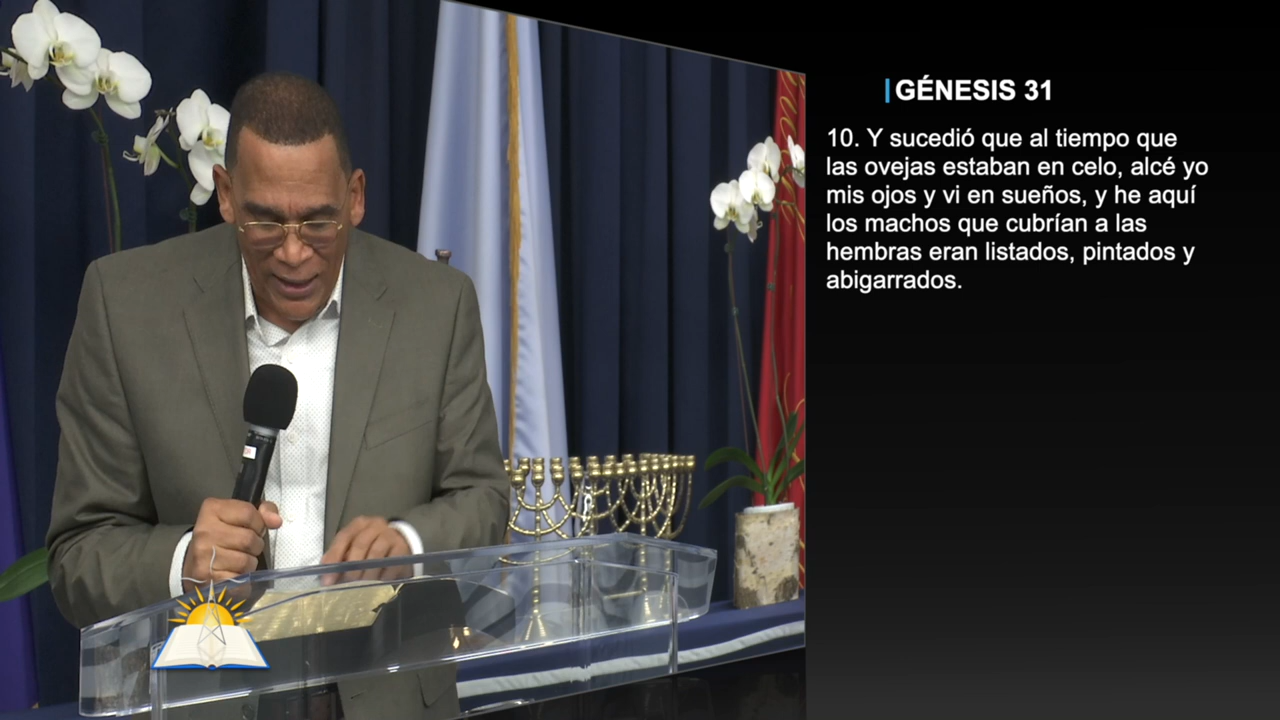 GÉNESIS 31
10. Y sucedió que al tiempo que
las ovejas estaban en celo, alcé yo
mis ojos y vi en sueños, y he aquí
los machos que cubrían a las
hembras eran listados, pintados y
abigarrados.